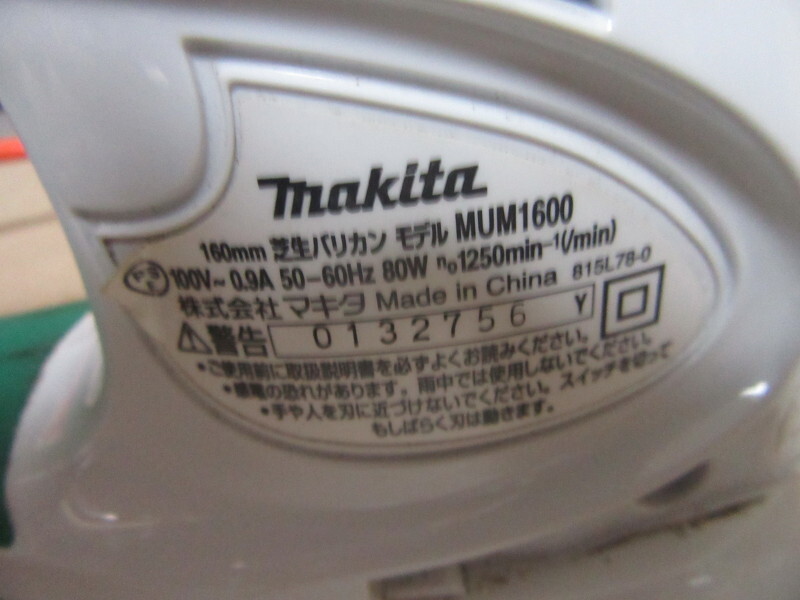 makita
160mm 芝生バリカン モデル MUM1600
100V~ 0.9A 50-60Hz 80W n₀1250min⁻¹(/min)
株式会社 マキタ Made in China 815L78-0
⚠警告 0132756 Y
・ご使用前に取扱説明書を必ずよくお読みください。
・感電の恐れがあります。雨中では使用しないでください。
・手や人を刃に近づけないでください。スイッチを切って
もしばらく刃は動きます。